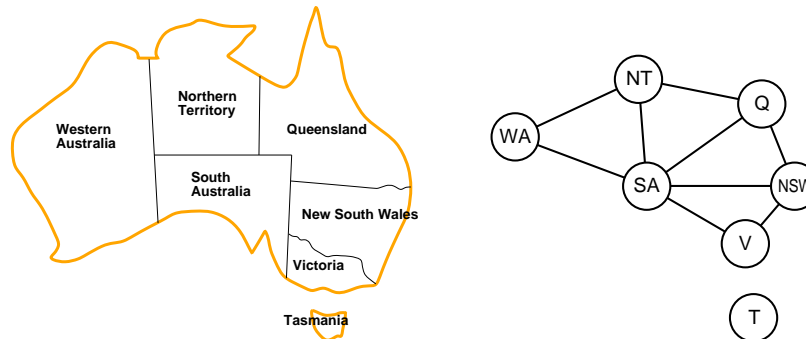 Northern
Territory
Western
Australia
Queensland
South
Australia
New South Wales
Victoria
Tasmania
NT
Q
WA
SA
NSW
V
T